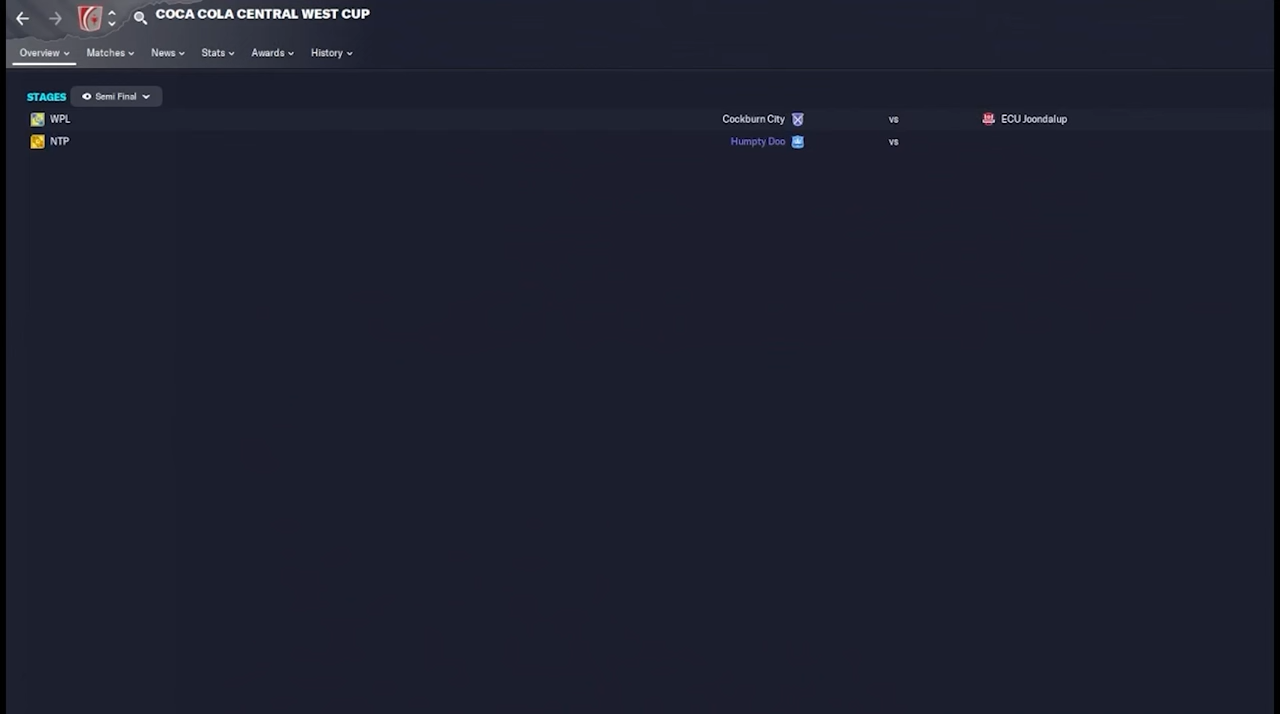 COCA COLA CENTRAL WEST CUP
Overview Matches News Stats Awards History
STAGES Semi Final
WPL Cockburn City vs ECU Joondalup
NTP Humpty Doo vs